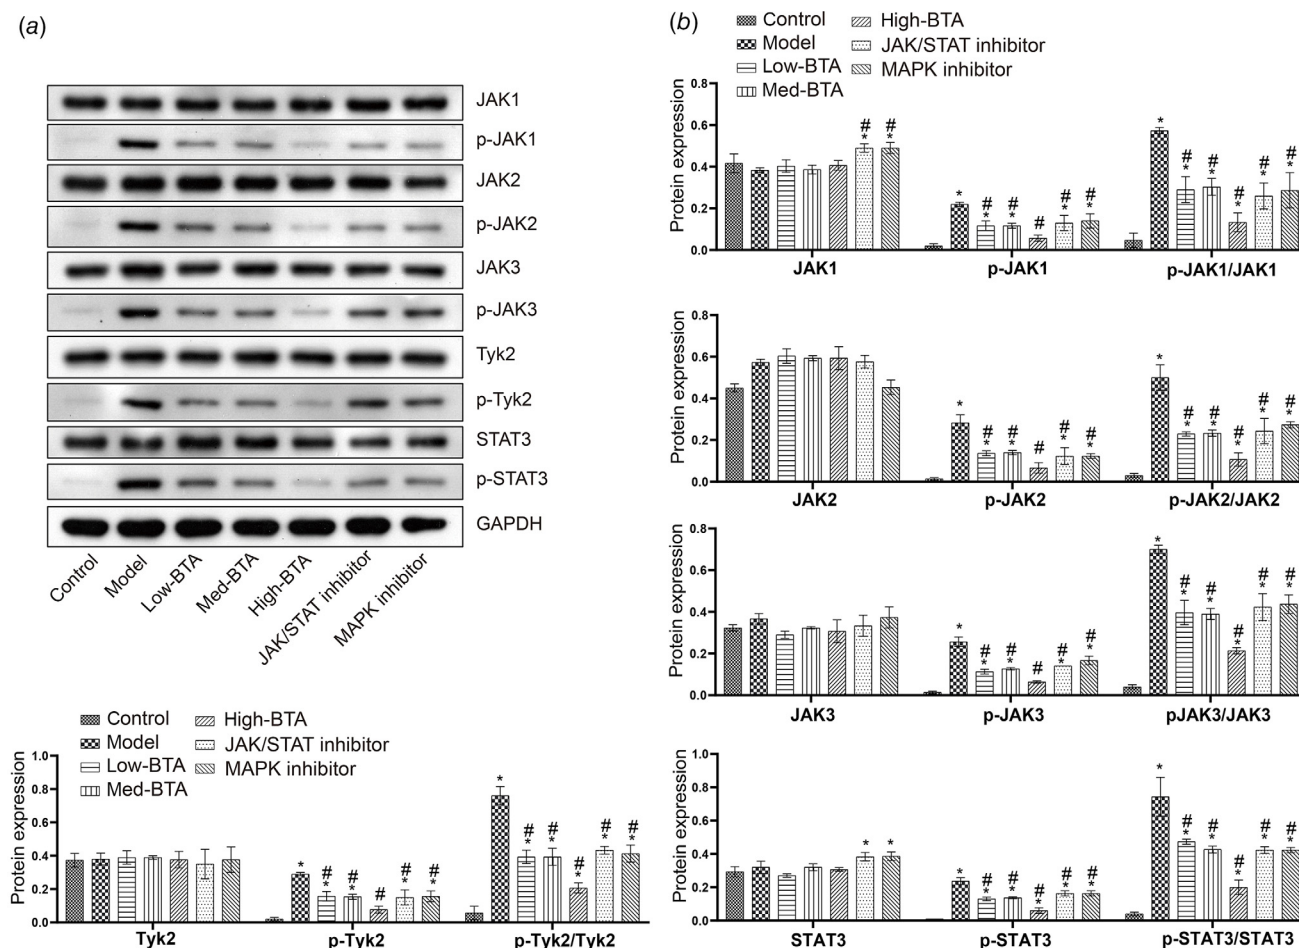 (a)
JAK1
p-JAK1
JAK2
p-JAK2
JAK3
p-JAK3
Tyk2
p-Tyk2
STAT3
p-STAT3
GAPDH
Control
Model
Low-BTA
Med-BTA
High-BTA
JAK/STAT inhibitor
MAPK inhibitor
Control
Model
Low-BTA
Med-BTA
High-BTA
JAK/STAT inhibitor
MAPK inhibitor
Protein expression
1.0
0.8
0.6
0.4
0.2
0.0
* # * # * # # * # *
* # * # * # * # * # *
Tyk2 p-Tyk2 p-Tyk2/Tyk2
(b)
Control
Model
Low-BTA
Med-BTA
High-BTA
JAK/STAT inhibitor
MAPK inhibitor
Protein expression
0.8
0.6
0.4
0.2
0.0
# * # *
* # * # * # # * # *
* # * # * # * # * # *
JAK1 p-JAK1 p-JAK1/JAK1
Protein expression
0.8
0.6
0.4
0.2
0.0
* # * # * # # * # *
* # * # * # * # * # *
JAK2 p-JAK2 p-JAK2/JAK2
Protein expression
0.8
0.6
0.4
0.2
0.0
* # * # * # # * # *
* # * # * # * # * # *
JAK3 p-JAK3 pJAK3/JAK3
Protein expression
1.0
0.8
0.6
0.4
0.2
0.0
* *
* # * # * # * # * # *
* # * # * # * # * # *
STAT3 p-STAT3 p-STAT3/STAT3